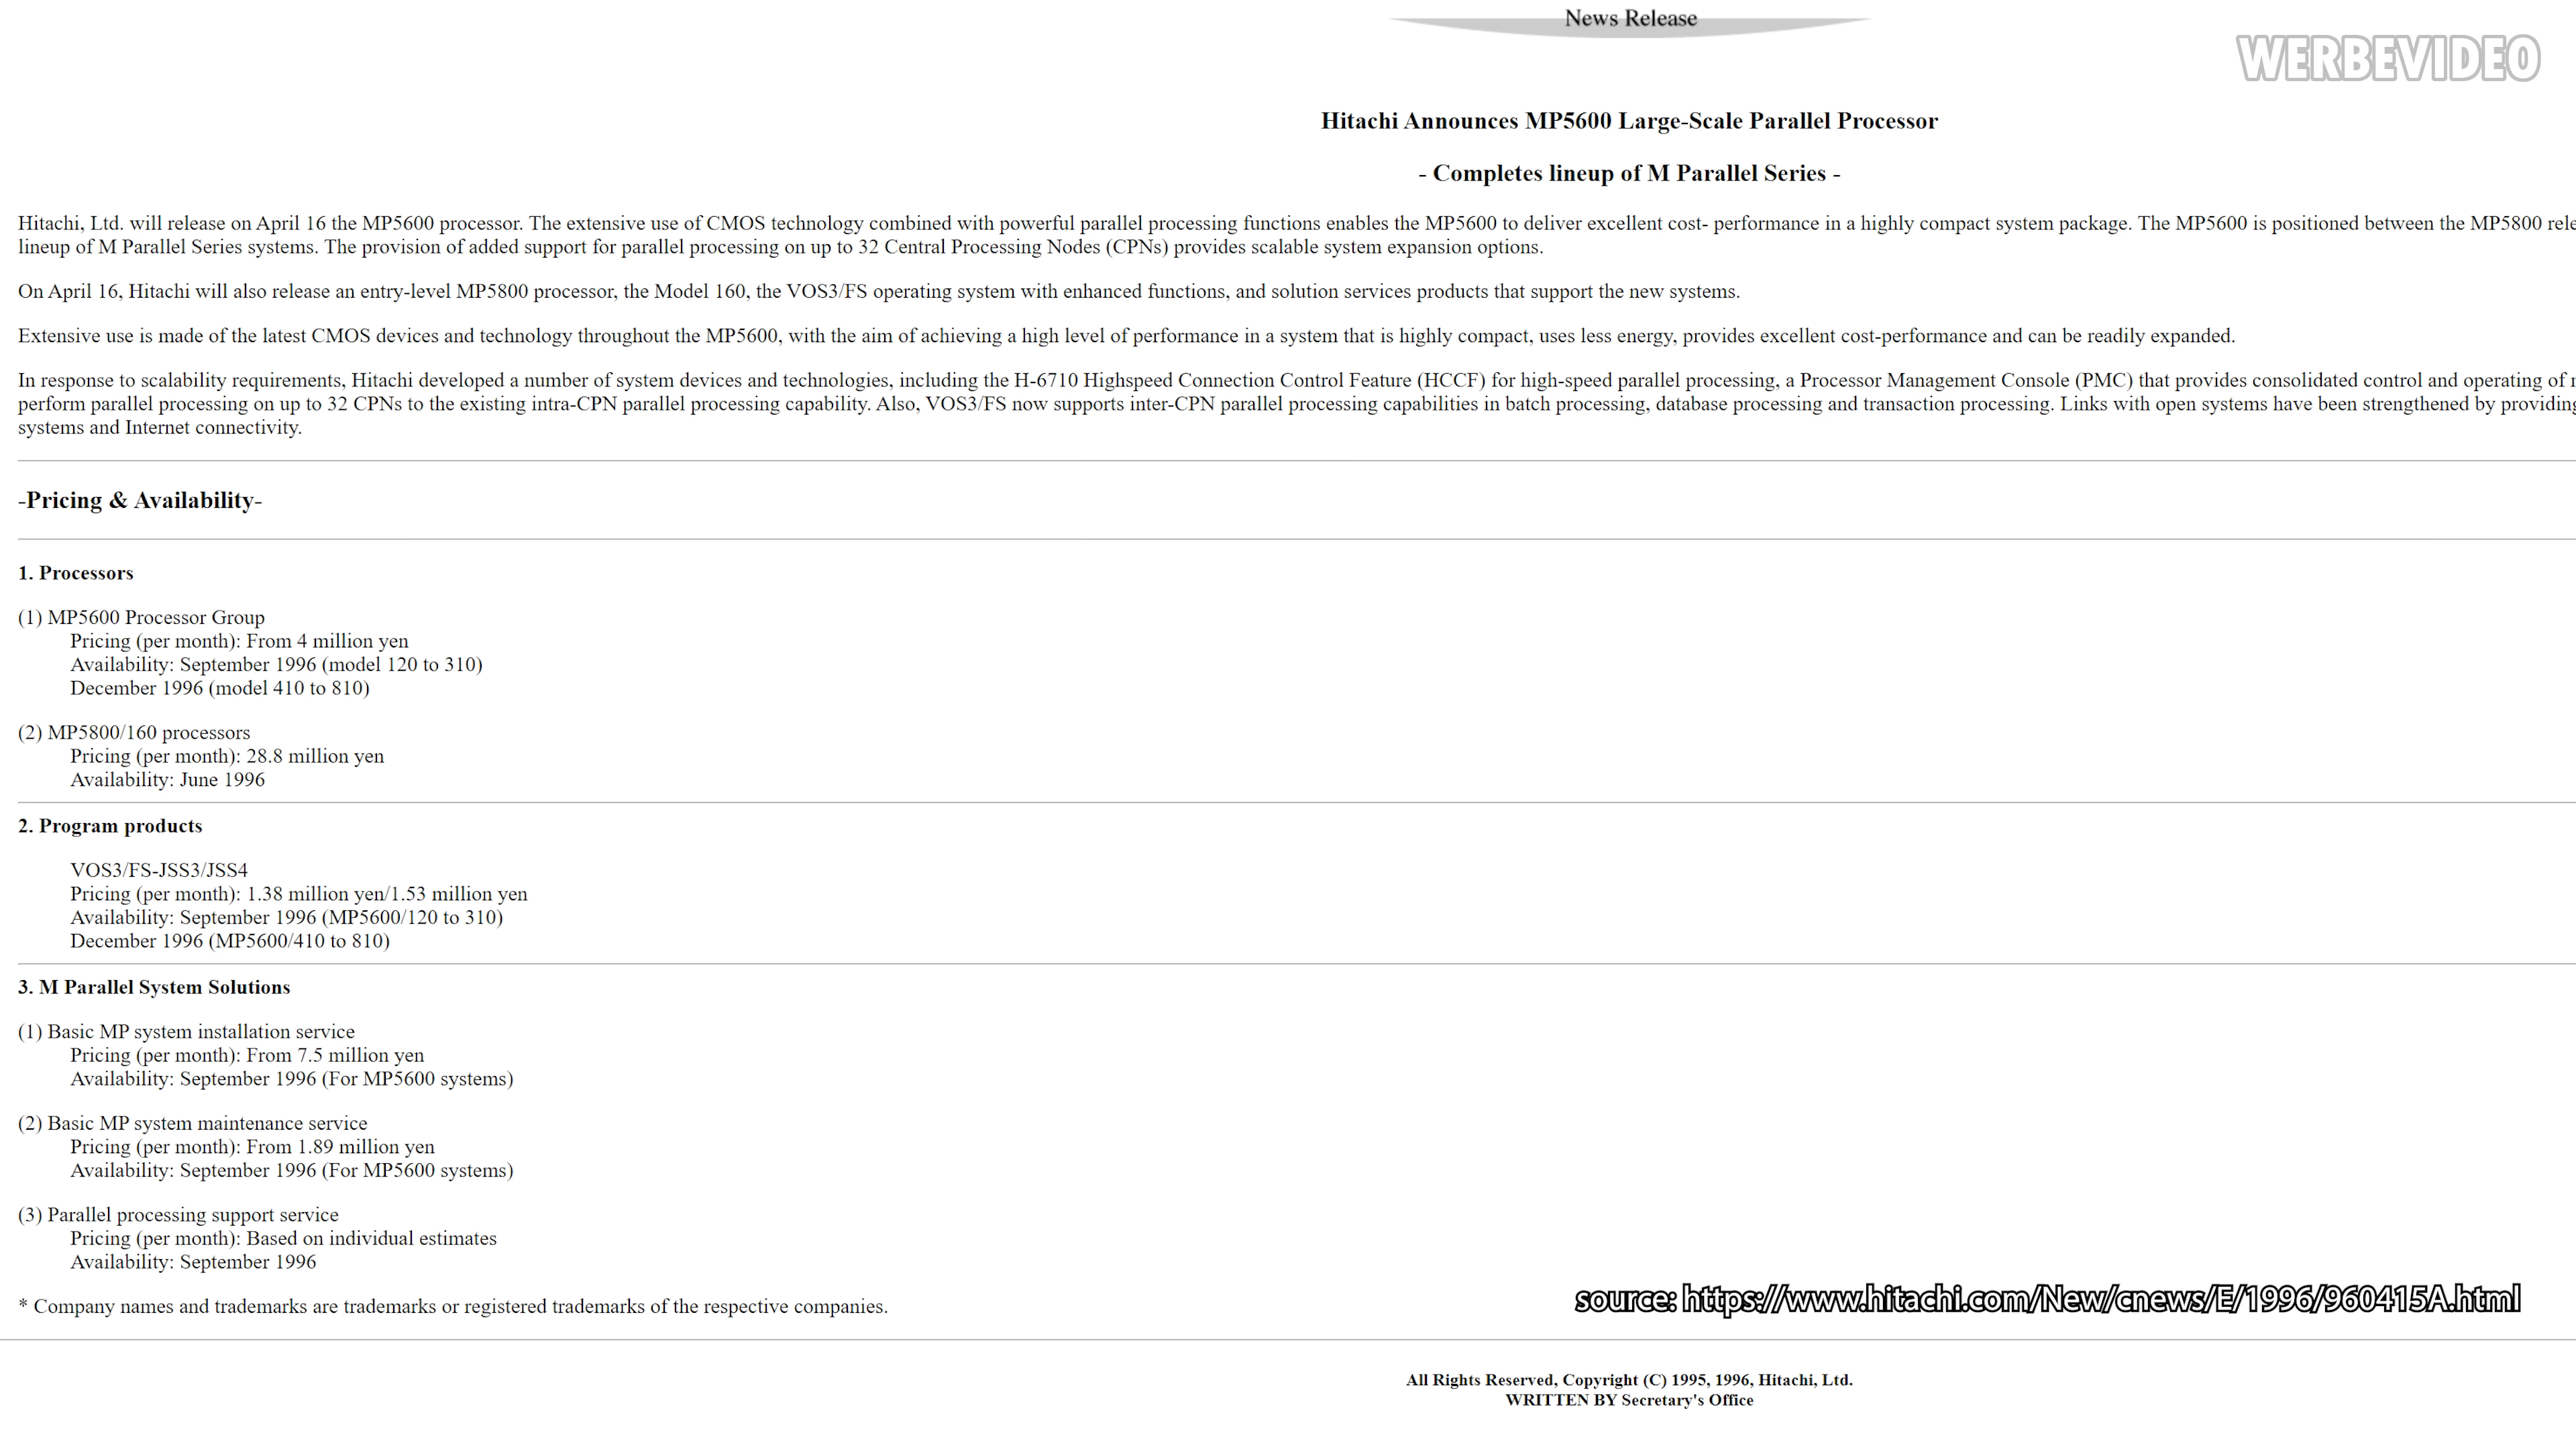 News Release
WERBEVIDEO
Hitachi Announces MP5600 Large-Scale Parallel Processor
- Completes lineup of M Parallel Series -
Hitachi, Ltd. will release on April 16 the MP5600 processor. The extensive use of CMOS technology combined with powerful parallel processing functions enables the MP5600 to deliver excellent cost- performance in a highly compact system package. The MP5600 is positioned between the MP5800
lineup of M Parallel Series systems. The provision of added support for parallel processing on up to 32 Central Processing Nodes (CPNs) provides scalable system expansion options.
On April 16, Hitachi will also release an entry-level MP5800 processor, the Model 160, the VOS3/FS operating system with enhanced functions, and solution services products that support the new systems.
Extensive use is made of the latest CMOS devices and technology throughout the MP5600, with the aim of achieving a high level of performance in a system that is highly compact, uses less energy, provides excellent cost-performance and can be readily expanded.
In response to scalability requirements, Hitachi developed a number of system devices and technologies, including the H-6710 Highspeed Connection Control Feature (HCCF) for high-speed parallel processing, a Processor Management Console (PMC) that provides consolidated control and operating of
perform parallel processing on up to 32 CPNs to the existing intra-CPN parallel processing capability. Also, VOS3/FS now supports inter-CPN parallel processing capabilities in batch processing, database processing and transaction processing. Links with open systems have been strengthened by providing
systems and Internet connectivity.
-Pricing & Availability-
1. Processors
(1) MP5600 Processor Group
Pricing (per month): From 4 million yen
Availability: September 1996 (model 120 to 310)
December 1996 (model 410 to 810)
(2) MP5800/160 processors
Pricing (per month): 28.8 million yen
Availability: June 1996
2. Program products
VOS3/FS-JSS3/JSS4
Pricing (per month): 1.38 million yen/1.53 million yen
Availability: September 1996 (MP5600/120 to 310)
December 1996 (MP5600/410 to 810)
3. M Parallel System Solutions
(1) Basic MP system installation service
Pricing (per month): From 7.5 million yen
Availability: September 1996 (For MP5600 systems)
(2) Basic MP system maintenance service
Pricing (per month): From 1.89 million yen
Availability: September 1996 (For MP5600 systems)
(3) Parallel processing support service
Pricing (per month): Based on individual estimates
Availability: September 1996
* Company names and trademarks are trademarks or registered trademarks of the respective companies.
source: https://www.hitachi.com/New/cnews/E/1996/960415A.html
All Rights Reserved, Copyright (C) 1995, 1996, Hitachi, Ltd.
WRITTEN BY Secretary's Office